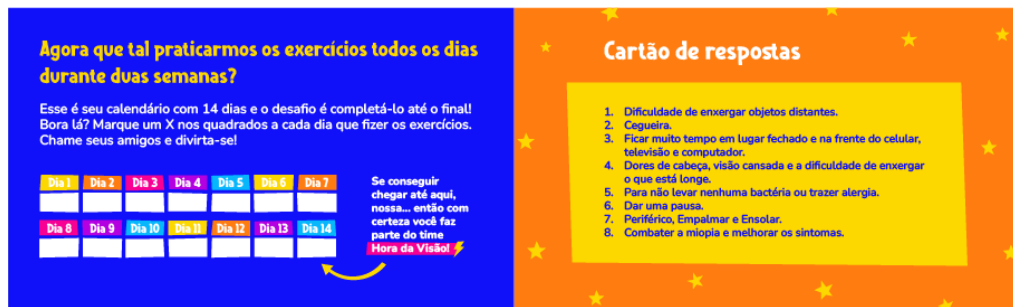 Agora que tal praticarmos os exercícios todos os dias
durante duas semanas?
Esse é seu calendário com 14 dias e o desafio é completá-lo até o final!
Bora lá? Marque um X nos quadrados a cada dia que fizer os exercícios.
Chame seus amigos e divirta-se!
Dia 1 Dia 2 Dia 3 Dia 4 Dia 5 Dia 6 Dia 7
Dia 8 Dia 9 Dia 10 Dia 11 Dia 12 Dia 13 Dia 14
Se conseguir
chegar até aqui,
nossa... então com
certeza você faz
parte do time
Hora da Visão!
Cartão de respostas
1. Dificuldade de enxergar objetos distantes.
2. Cegueira.
3. Ficar muito tempo em lugar fechado e na frente do celular,
televisão e computador.
4. Dores de cabeça, visão cansada e a dificuldade de enxergar
o que está longe.
5. Para não levar nenhuma bactéria ou trazer alergia.
6. Dar uma pausa.
7. Periférico, Empalmar e Ensolar.
8. Combater a miopia e melhorar os sintomas.